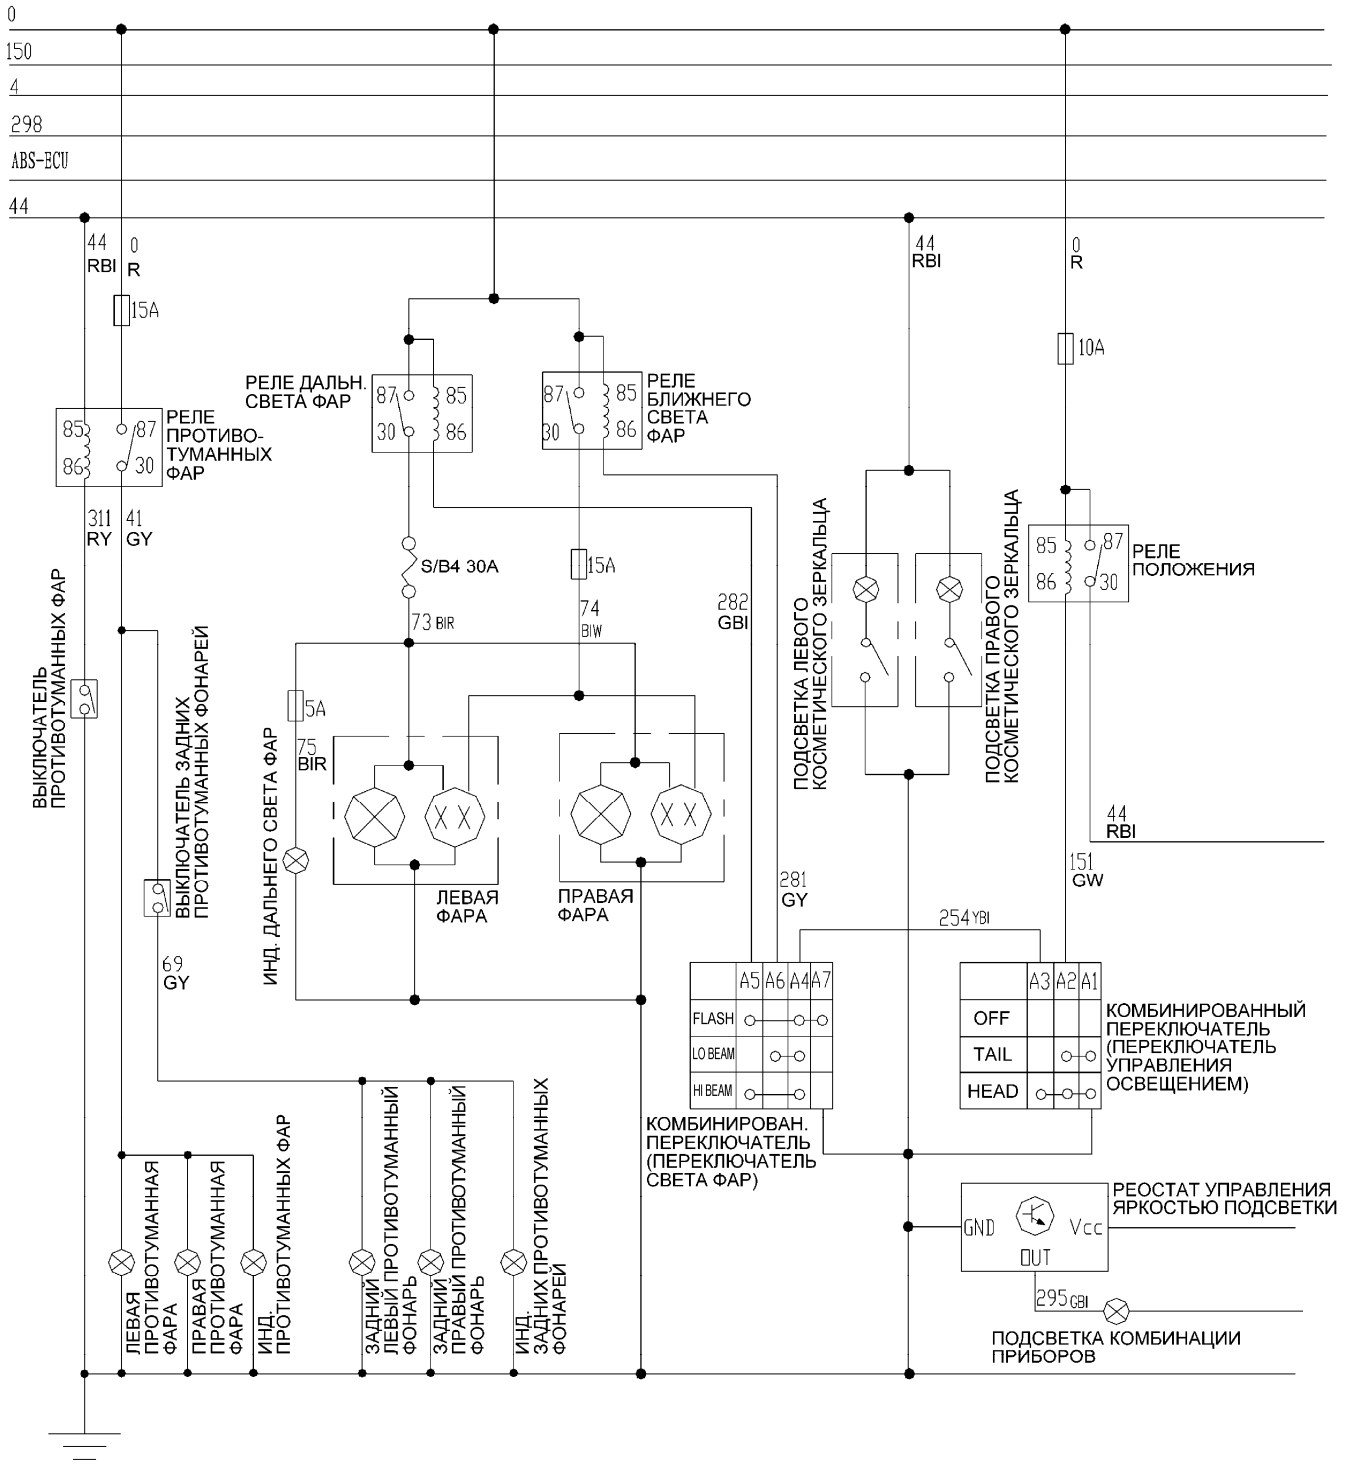 0
150
4
298
ABS-ECU
44
44
RBI
0
R
15A
44
RBI
0
R
10A
РЕЛЕ ДАЛЬН.
СВЕТА ФАР
87
85
30
86
87
85
30
86
РЕЛЕ
БЛИЖНЕГО
СВЕТА
ФАР
85
87
86
30
РЕЛЕ
ПРОТИВО-
ТУМАННЫХ
ФАР
311
RY
41
GY
S/B4 30A
15A
73 BIR
74
BIW
282
GBI
85
87
86
30
РЕЛЕ
ПОЛОЖЕНИЯ
ВЫКЛЮЧАТЕЛЬ
ПРОТИВОТУМАННЫХ ФАР
ВЫКЛЮЧАТЕЛЬ ЗАДНИХ
ПРОТИВОТУМАННЫХ ФОНАРЕЙ
5A
75
BIR
ИНД. ДАЛЬНЕГО СВЕТА ФАР
ПОДСВЕТКА ЛЕВОГО
КОСМЕТИЧЕСКОГО ЗЕРКАЛЬЦА
ПОДСВЕТКА ПРАВОГО
КОСМЕТИЧЕСКОГО ЗЕРКАЛЬЦА
44
RBI
151
GW
X X
X X
ЛЕВАЯ
ФАРА
ПРАВАЯ
ФАРА
281
GY
254 YBI
69
GY
A5 A6 A4 A7
FLASH
LO BEAM
HI BEAM
КОМБИНИРОВАН.
ПЕРЕКЛЮЧАТЕЛЬ
(ПЕРЕКЛЮЧАТЕЛЬ
СВЕТА ФАР)
A3 A2 A1
OFF
TAIL
HEAD
КОМБИНИРОВАННЫЙ
ПЕРЕКЛЮЧАТЕЛЬ
(ПЕРЕКЛЮЧАТЕЛЬ
УПРАВЛЕНИЯ
ОСВЕЩЕНИЕМ)
ЛЕВАЯ
ПРОТИВОТУМАННАЯ
ФАРА
ПРАВАЯ
ПРОТИВОТУМАННАЯ
ФАРА
ИНД.
ПРОТИВОТУМАННЫХ ФАР
ЗАДНИЙ
ЛЕВЫЙ ПРОТИВОТУМАННЫЙ
ФОНАРЬ
ЗАДНИЙ
ПРАВЫЙ ПРОТИВОТУМАННЫЙ
ФОНАРЬ
ИНД.
ЗАДНИХ ПРОТИВОТУМАННЫХ
ФОНАРЕЙ
РЕОСТАТ УПРАВЛЕНИЯ
ЯРКОСТЬЮ ПОДСВЕТКИ
GND
Vcc
OUT
295 GBI
ПОДСВЕТКА КОМБИНАЦИИ
ПРИБОРОВ